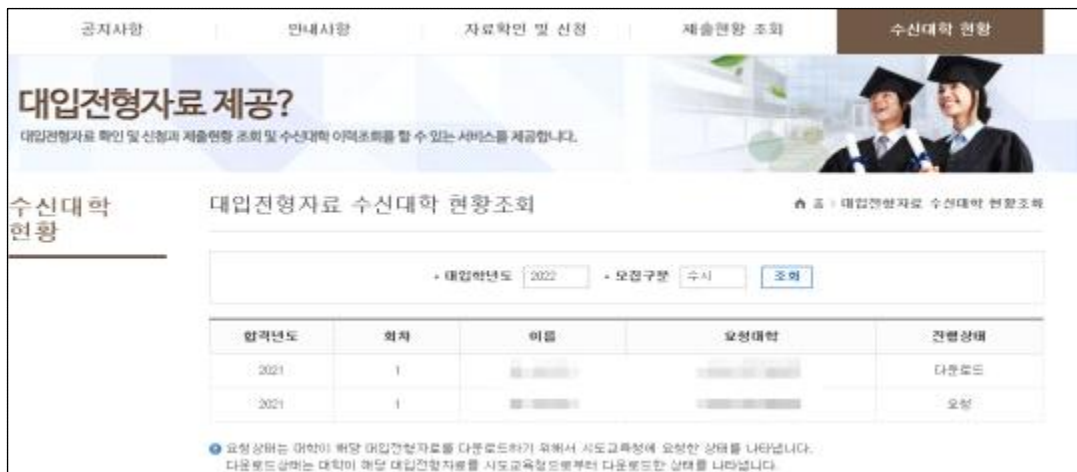 공지사항 안내사항 자료확인 및 신청 제출현황 조회 수신대학 현황
대입전형자료 제공?
대입전형자료 확인 및 신청과 제출현황 조회 및 수신대학 이력조회를 할 수 있는 서비스를 제공합니다.
수신대학
현황
대입전형자료 수신대학 현황조회
홈 > 대입전형자료 수신대학 현황조회
• 대입학년도 2022 • 모집구분 수시 조회
합격년도 회차 이름 요청대학 진행상태
2021 1 다운로드
2021 1 요청
요청상태는 대학이 해당 대입전형자료를 다운로드하기 위해서 시도교육청에 요청한 상태를 나타냅니다.
다운로드상태는 대학이 해당 대입전형자료를 시도교육청으로부터 다운로드한 상태를 나타냅니다.